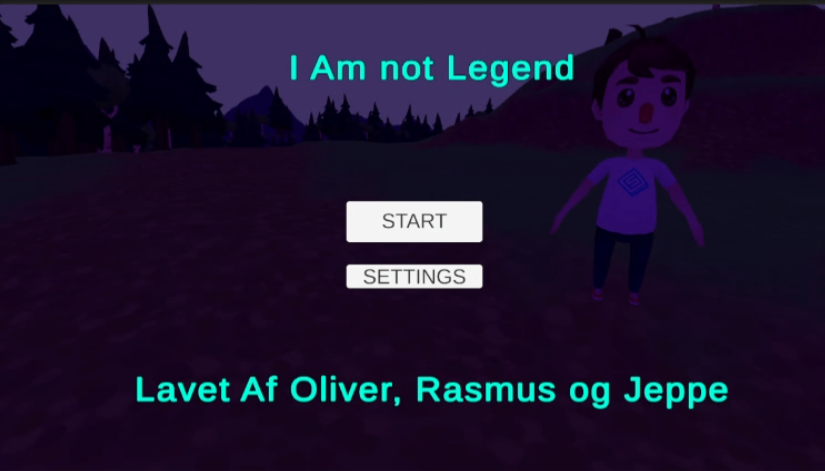 I Am not Legend
START
SETTINGS
Lavet Af Oliver, Rasmus og Jeppe